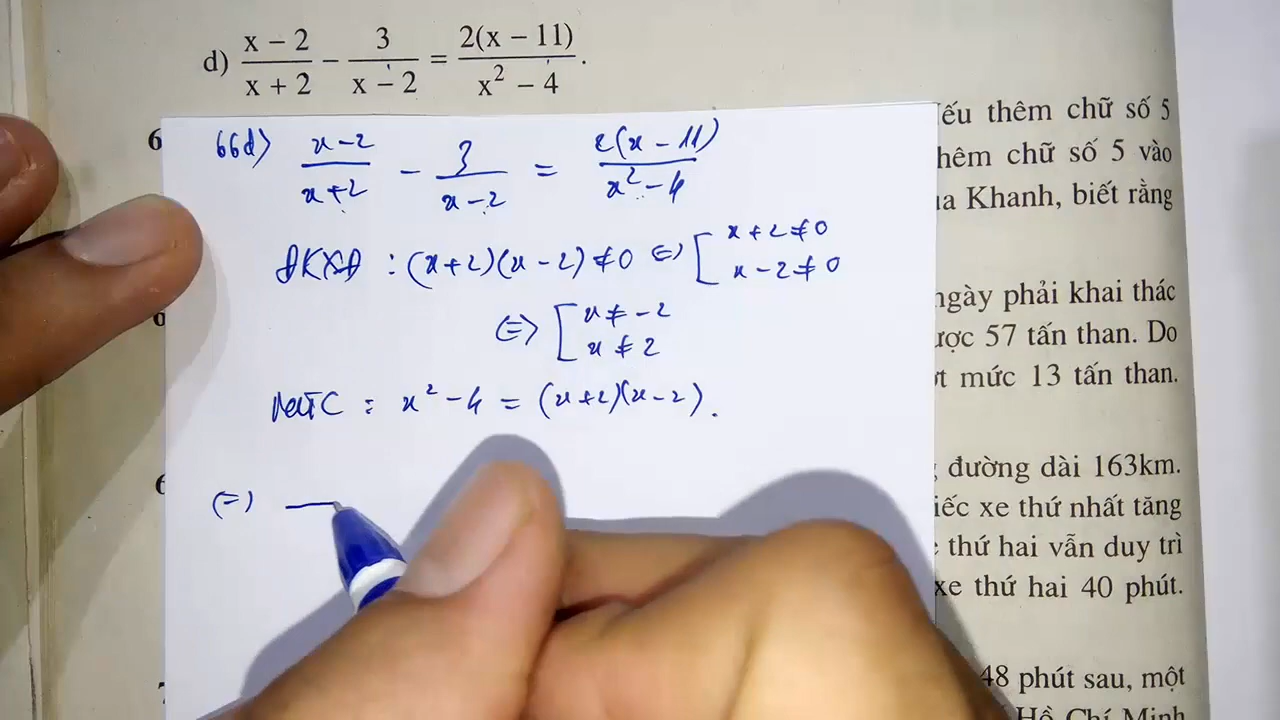 d) (x − 2)/(x + 2) − 3/(x − 2) = 2(x − 11)/(x² − 4).
66d) (x − 2)/(x + 2) − 3/(x − 2) = 2(x − 11)/(x² − 4)
ĐKXĐ : (x+2)(x−2) ≠ 0 <=> [ x+2 ≠ 0
x−2 ≠ 0
<=> [ x ≠ −2
x ≠ 2
MTC : x² − 4 = (x+2)(x−2).
(=)
6
thêm chữ số 5
hêm chữ số 5 vào
Khanh, biết rằng
ngày phải khai thác
57 tấn than. Do
mức 13 tấn than.
6
đường dài 163km.
xe thứ nhất tăng
thứ hai vẫn duy trì
xe thứ hai 40 phút.
48 phút sau, một
Hồ Chí Minh